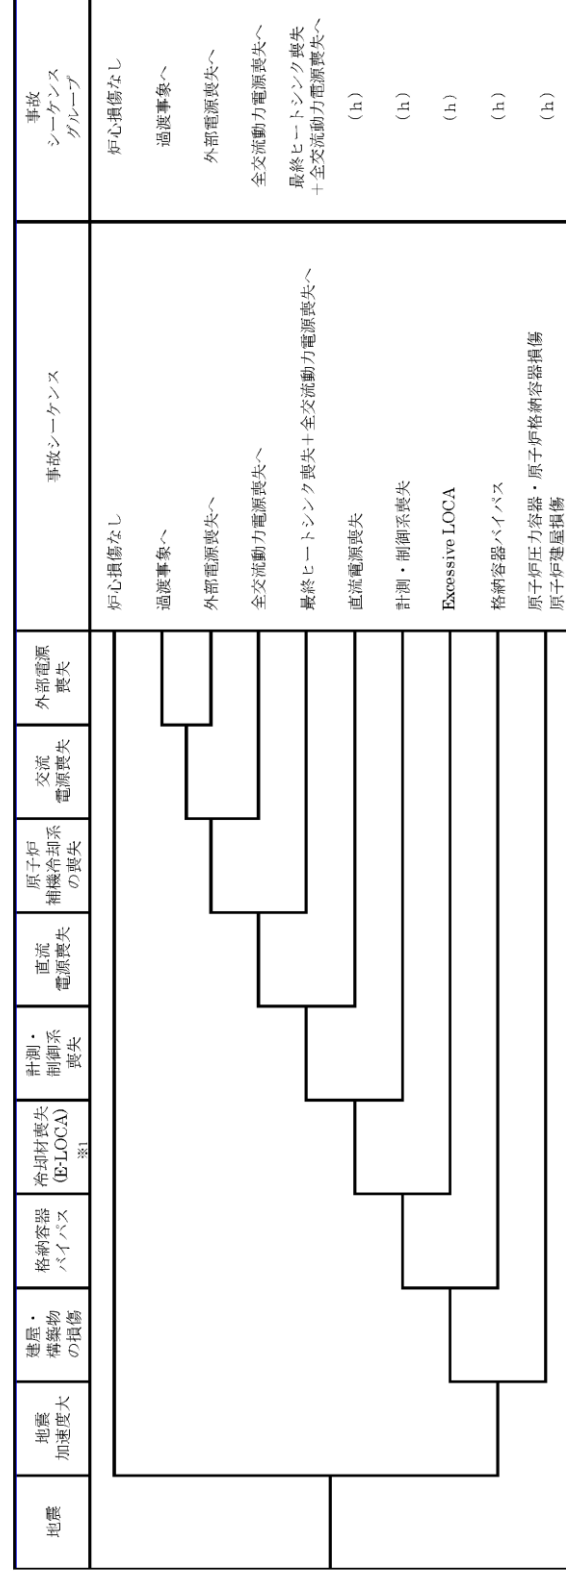 地震
地震
加速度大
建屋・
構築物
の損傷
格納容器
バイパス
冷却材喪失
(E-LOCA)
※1
計測・
制御系
喪失
直流
電源喪失
原子炉
補機冷却系
の喪失
交流
電源喪失
外部電源
喪失
事故シーケンス
事故
シーケンス
グループ
炉心損傷なし
炉心損傷なし
過渡事象へ
過渡事象へ
外部電源喪失へ
外部電源喪失へ
全交流動力電源喪失へ
全交流動力電源喪失へ
最終ヒートシンク喪失＋全交流動力電源喪失へ
最終ヒートシンク喪失
＋全交流動力電源喪失へ
直流電源喪失
(h)
計測・制御系喪失
(h)
Excessive LOCA
(h)
格納容器バイパス
(h)
原子炉圧力容器・原子炉格納容器損傷
原子炉建屋損傷
(h)